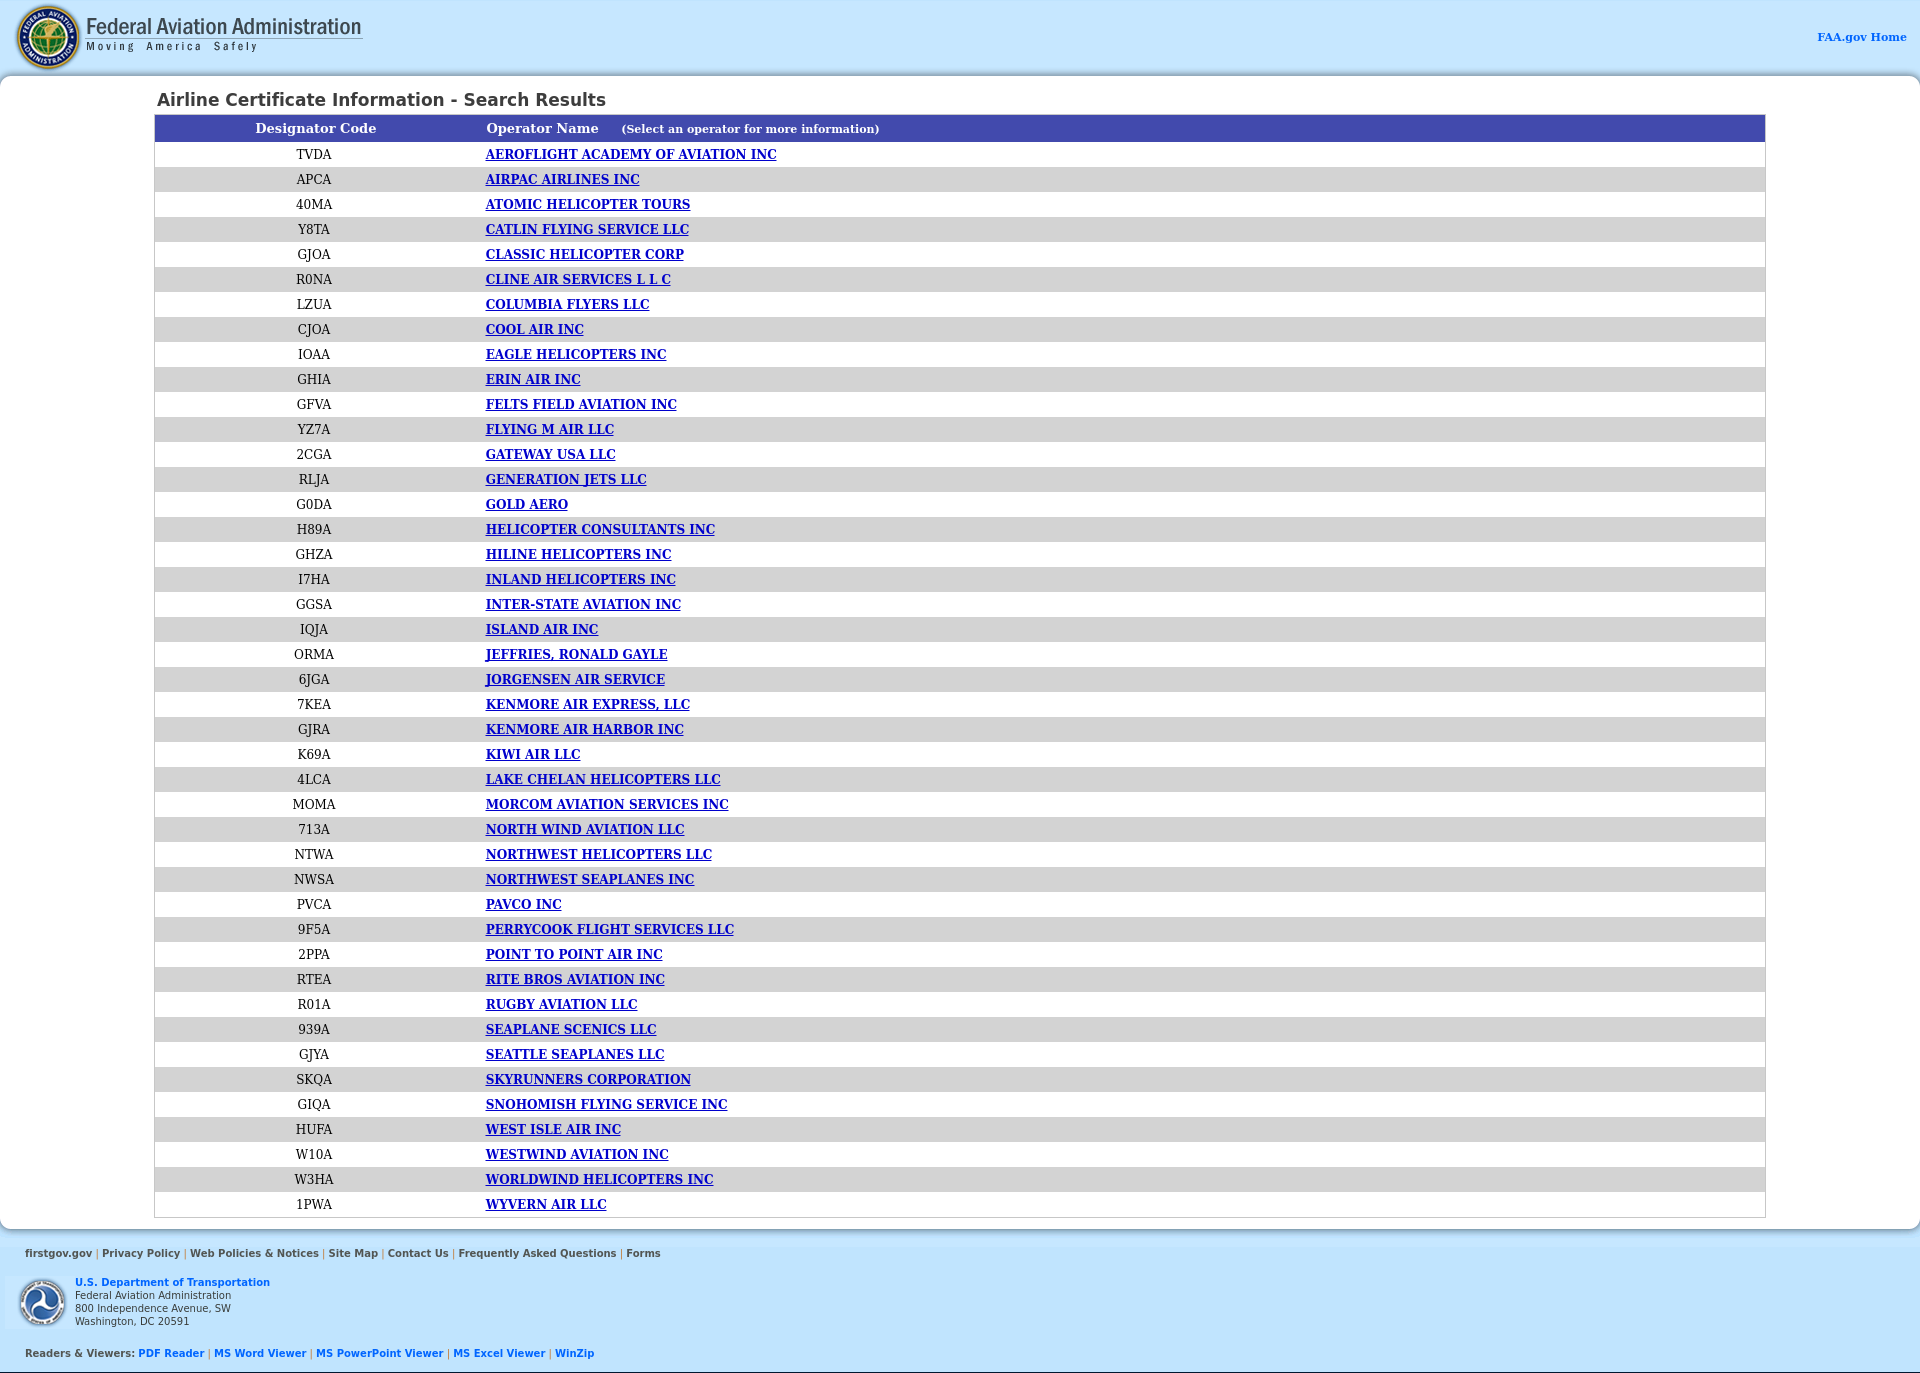 Federal Aviation Administration
Moving America Safely
FAA.gov Home
Airline Certificate Information - Search Results
Designator Code Operator Name (Select an operator for more information)
TVDA AEROFLIGHT ACADEMY OF AVIATION INC
APCA AIRPAC AIRLINES INC
40MA ATOMIC HELICOPTER TOURS
Y8TA CATLIN FLYING SERVICE LLC
GJOA CLASSIC HELICOPTER CORP
R0NA CLINE AIR SERVICES L L C
LZUA COLUMBIA FLYERS LLC
CJOA COOL AIR INC
IOAA EAGLE HELICOPTERS INC
GHIA ERIN AIR INC
GFVA FELTS FIELD AVIATION INC
YZ7A FLYING M AIR LLC
2CGA GATEWAY USA LLC
RLJA GENERATION JETS LLC
G0DA GOLD AERO
H89A HELICOPTER CONSULTANTS INC
GHZA HILINE HELICOPTERS INC
I7HA INLAND HELICOPTERS INC
GGSA INTER-STATE AVIATION INC
IQJA ISLAND AIR INC
ORMA JEFFRIES, RONALD GAYLE
6JGA JORGENSEN AIR SERVICE
7KEA KENMORE AIR EXPRESS, LLC
GJRA KENMORE AIR HARBOR INC
K69A KIWI AIR LLC
4LCA LAKE CHELAN HELICOPTERS LLC
MOMA MORCOM AVIATION SERVICES INC
713A NORTH WIND AVIATION LLC
NTWA NORTHWEST HELICOPTERS LLC
NWSA NORTHWEST SEAPLANES INC
PVCA PAVCO INC
9F5A PERRYCOOK FLIGHT SERVICES LLC
2PPA POINT TO POINT AIR INC
RTEA RITE BROS AVIATION INC
R01A RUGBY AVIATION LLC
939A SEAPLANE SCENICS LLC
GJYA SEATTLE SEAPLANES LLC
SKQA SKYRUNNERS CORPORATION
GIQA SNOHOMISH FLYING SERVICE INC
HUFA WEST ISLE AIR INC
W10A WESTWIND AVIATION INC
W3HA WORLDWIND HELICOPTERS INC
1PWA WYVERN AIR LLC
firstgov.gov | Privacy Policy | Web Policies & Notices | Site Map | Contact Us | Frequently Asked Questions | Forms
U.S. Department of Transportation
Federal Aviation Administration
800 Independence Avenue, SW
Washington, DC 20591
Readers & Viewers: PDF Reader | MS Word Viewer | MS PowerPoint Viewer | MS Excel Viewer | WinZip